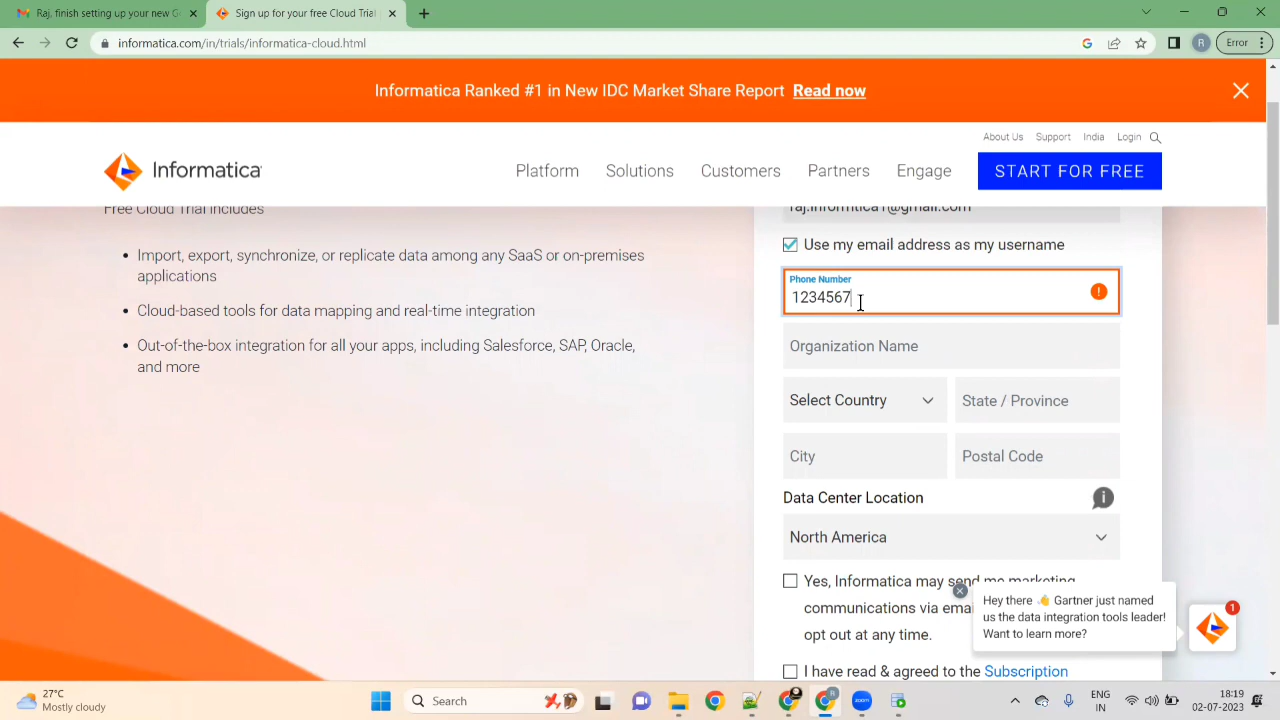 Raj, finish setting up your new G
Sign up for your free Cloud Trial
informatica.com/in/trials/informatica-cloud.html
R
Error
Informatica Ranked #1 in New IDC Market Share Report Read now
About Us Support India Login
Informatica
Platform Solutions Customers Partners Engage START FOR FREE
Free Cloud Trial includes
• Import, export, synchronize, or replicate data among any SaaS or on-premises
applications
• Cloud-based tools for data mapping and real-time integration
• Out-of-the-box integration for all your apps, including Salesforce, SAP, Oracle,
and more
raj.informtica1@gmail.com
Use my email address as my username
Phone Number
1234567
Organization Name
Select Country State / Province
City Postal Code
Data Center Location
North America
Yes, Informatica may send me marketing
communications via emai
opt out at any time.
I have read & agreed to the Subscription
Hey there 👋 Gartner just named
us the data integration tools leader!
Want to learn more?
1
27°C
Mostly cloudy
Search
zoom
ENG
IN
18:19
02-07-2023